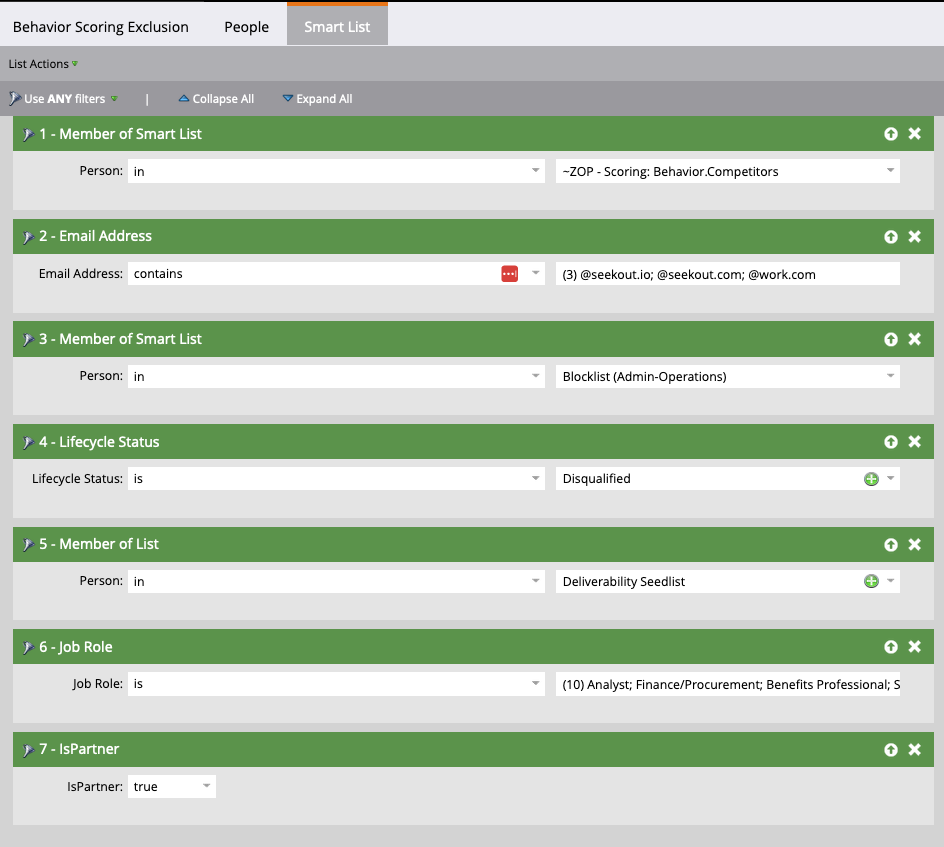 Behavior Scoring Exclusion People Smart List
List Actions
Use ANY filters | Collapse All Expand All
1 - Member of Smart List
Person: in ~ZOP - Scoring: Behavior.Competitors
2 - Email Address
Email Address: contains (3) @seekout.io; @seekout.com; @work.com
3 - Member of Smart List
Person: in Blocklist (Admin-Operations)
4 - Lifecycle Status
Lifecycle Status: is Disqualified
5 - Member of List
Person: in Deliverability Seedlist
6 - Job Role
Job Role: is (10) Analyst; Finance/Procurement; Benefits Professional; S
7 - IsPartner
IsPartner: true